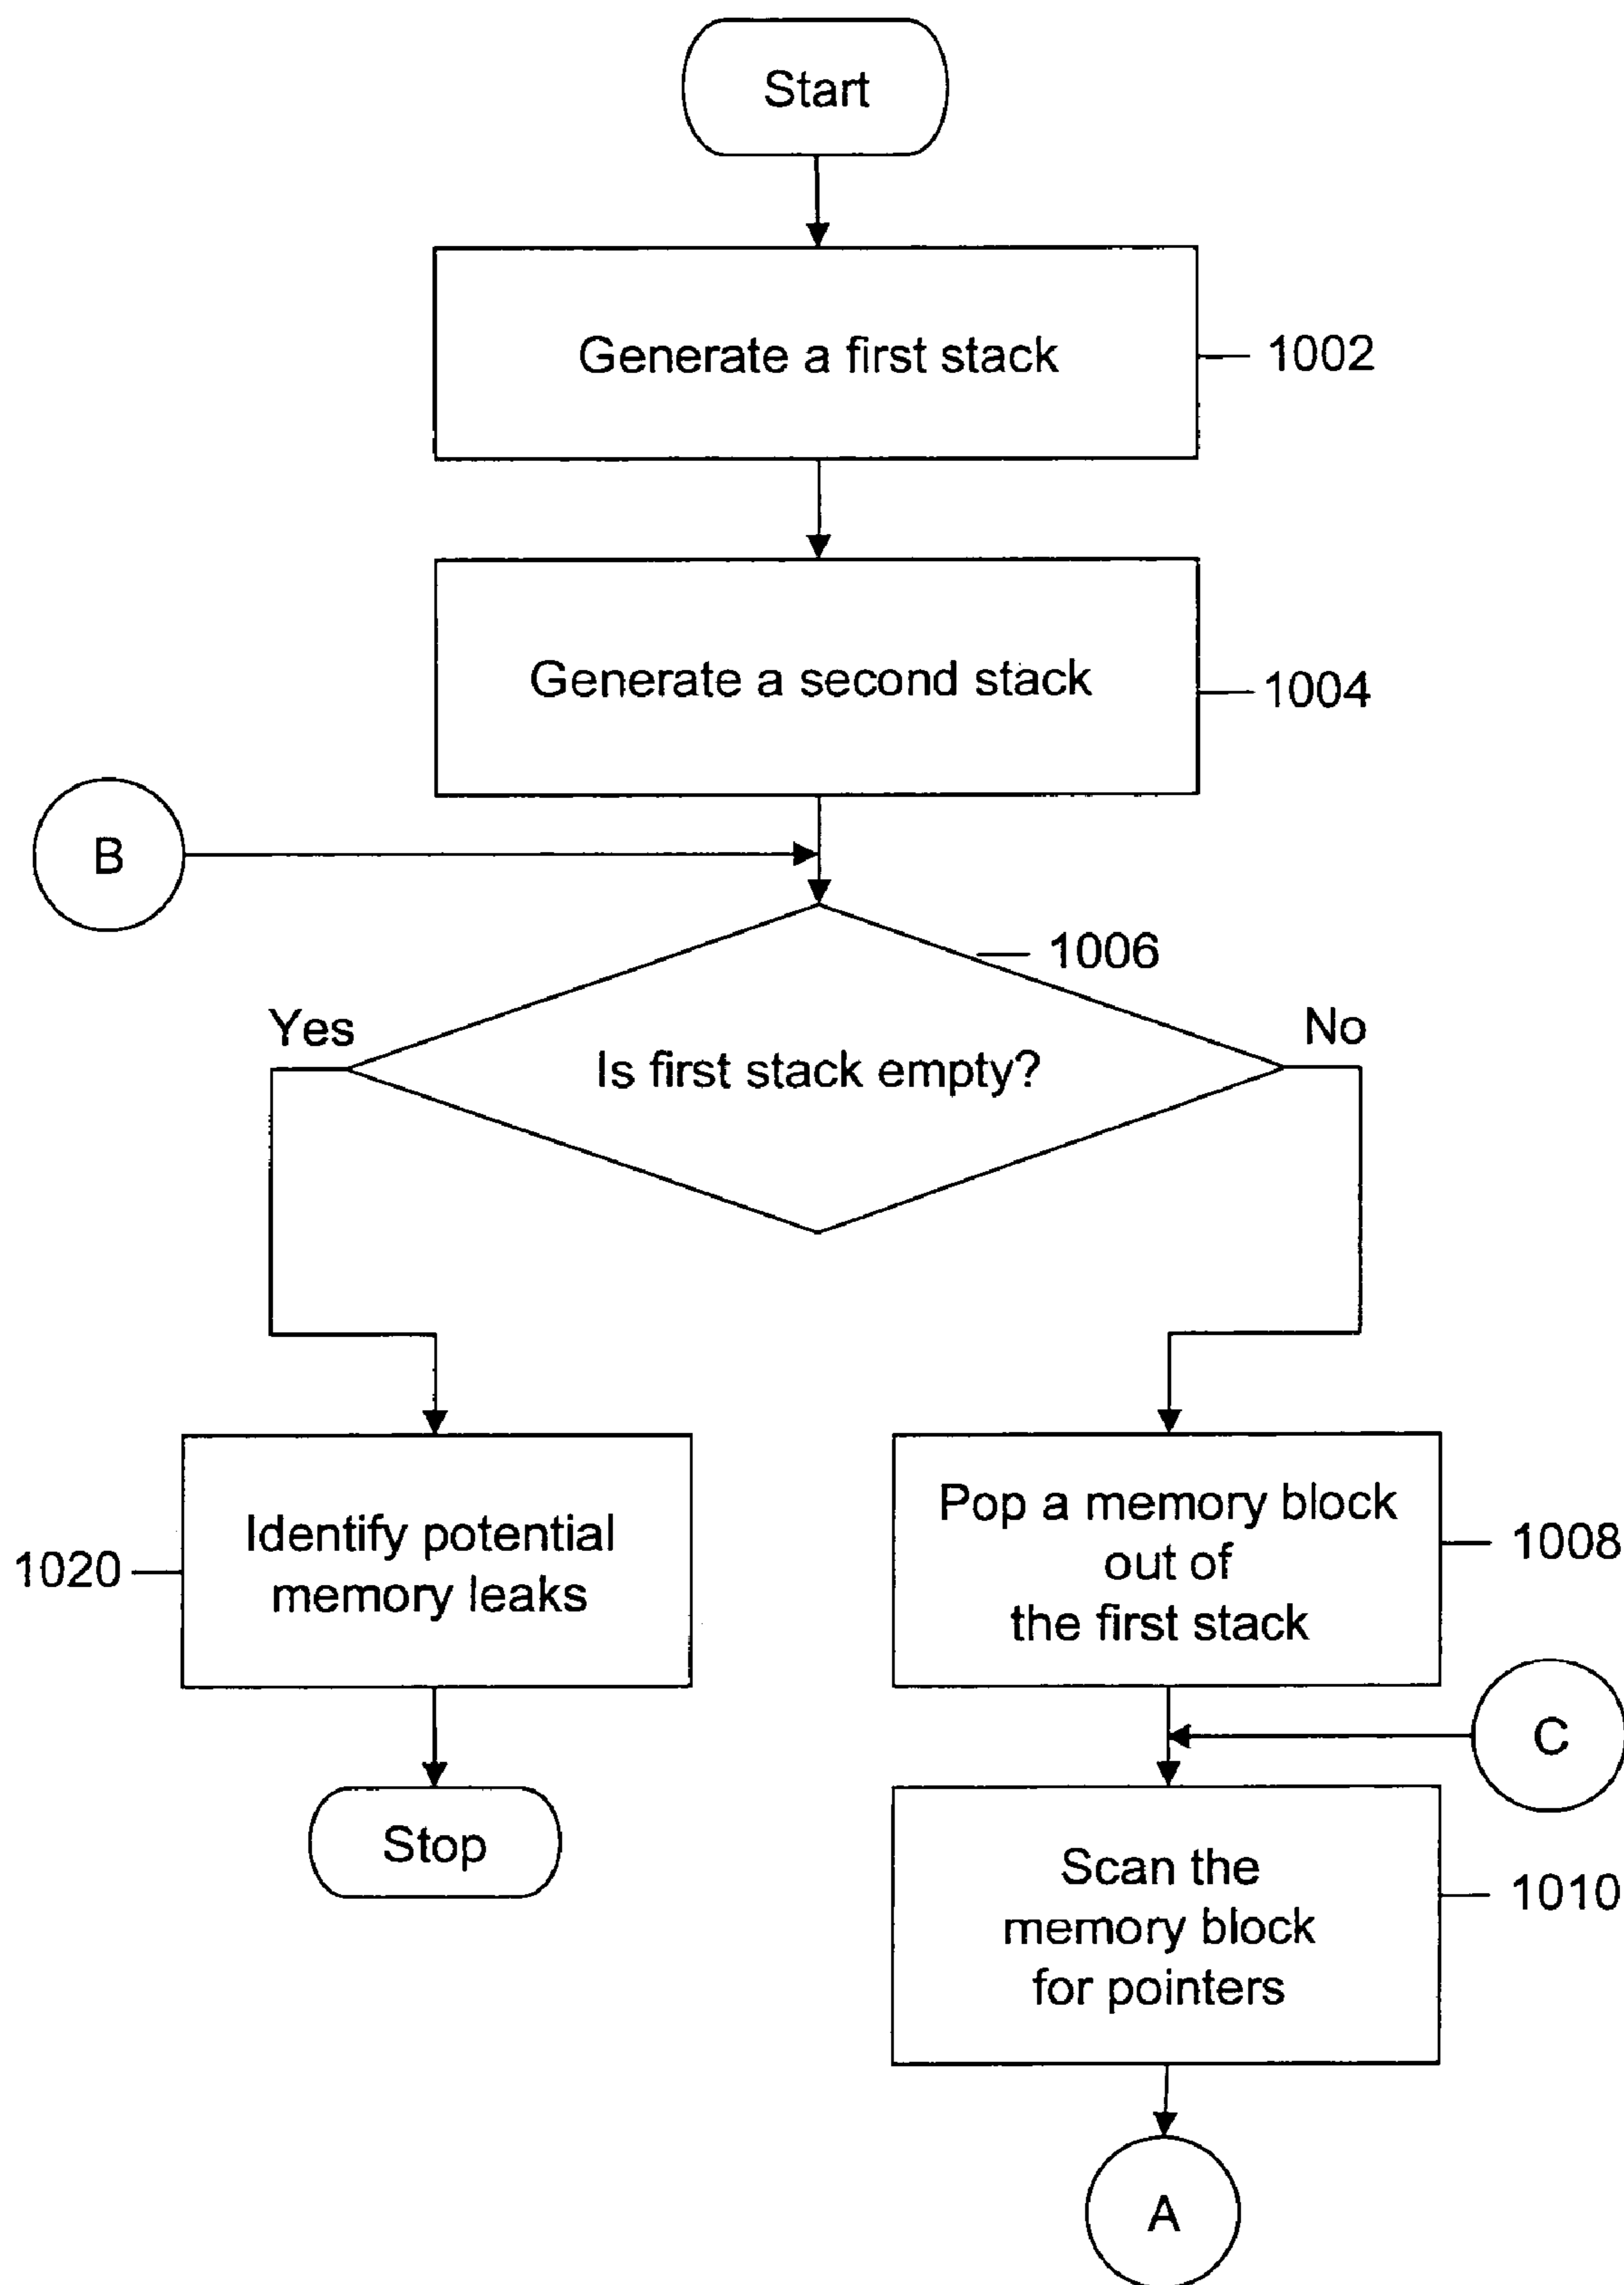 Start
Generate a first stack
1002
Generate a second stack
1004
B
1006
Yes
No
Is first stack empty?
1020
Identify potential
memory leaks
Pop a memory block
out of
the first stack
1008
C
Stop
Scan the
memory block
for pointers
1010
A